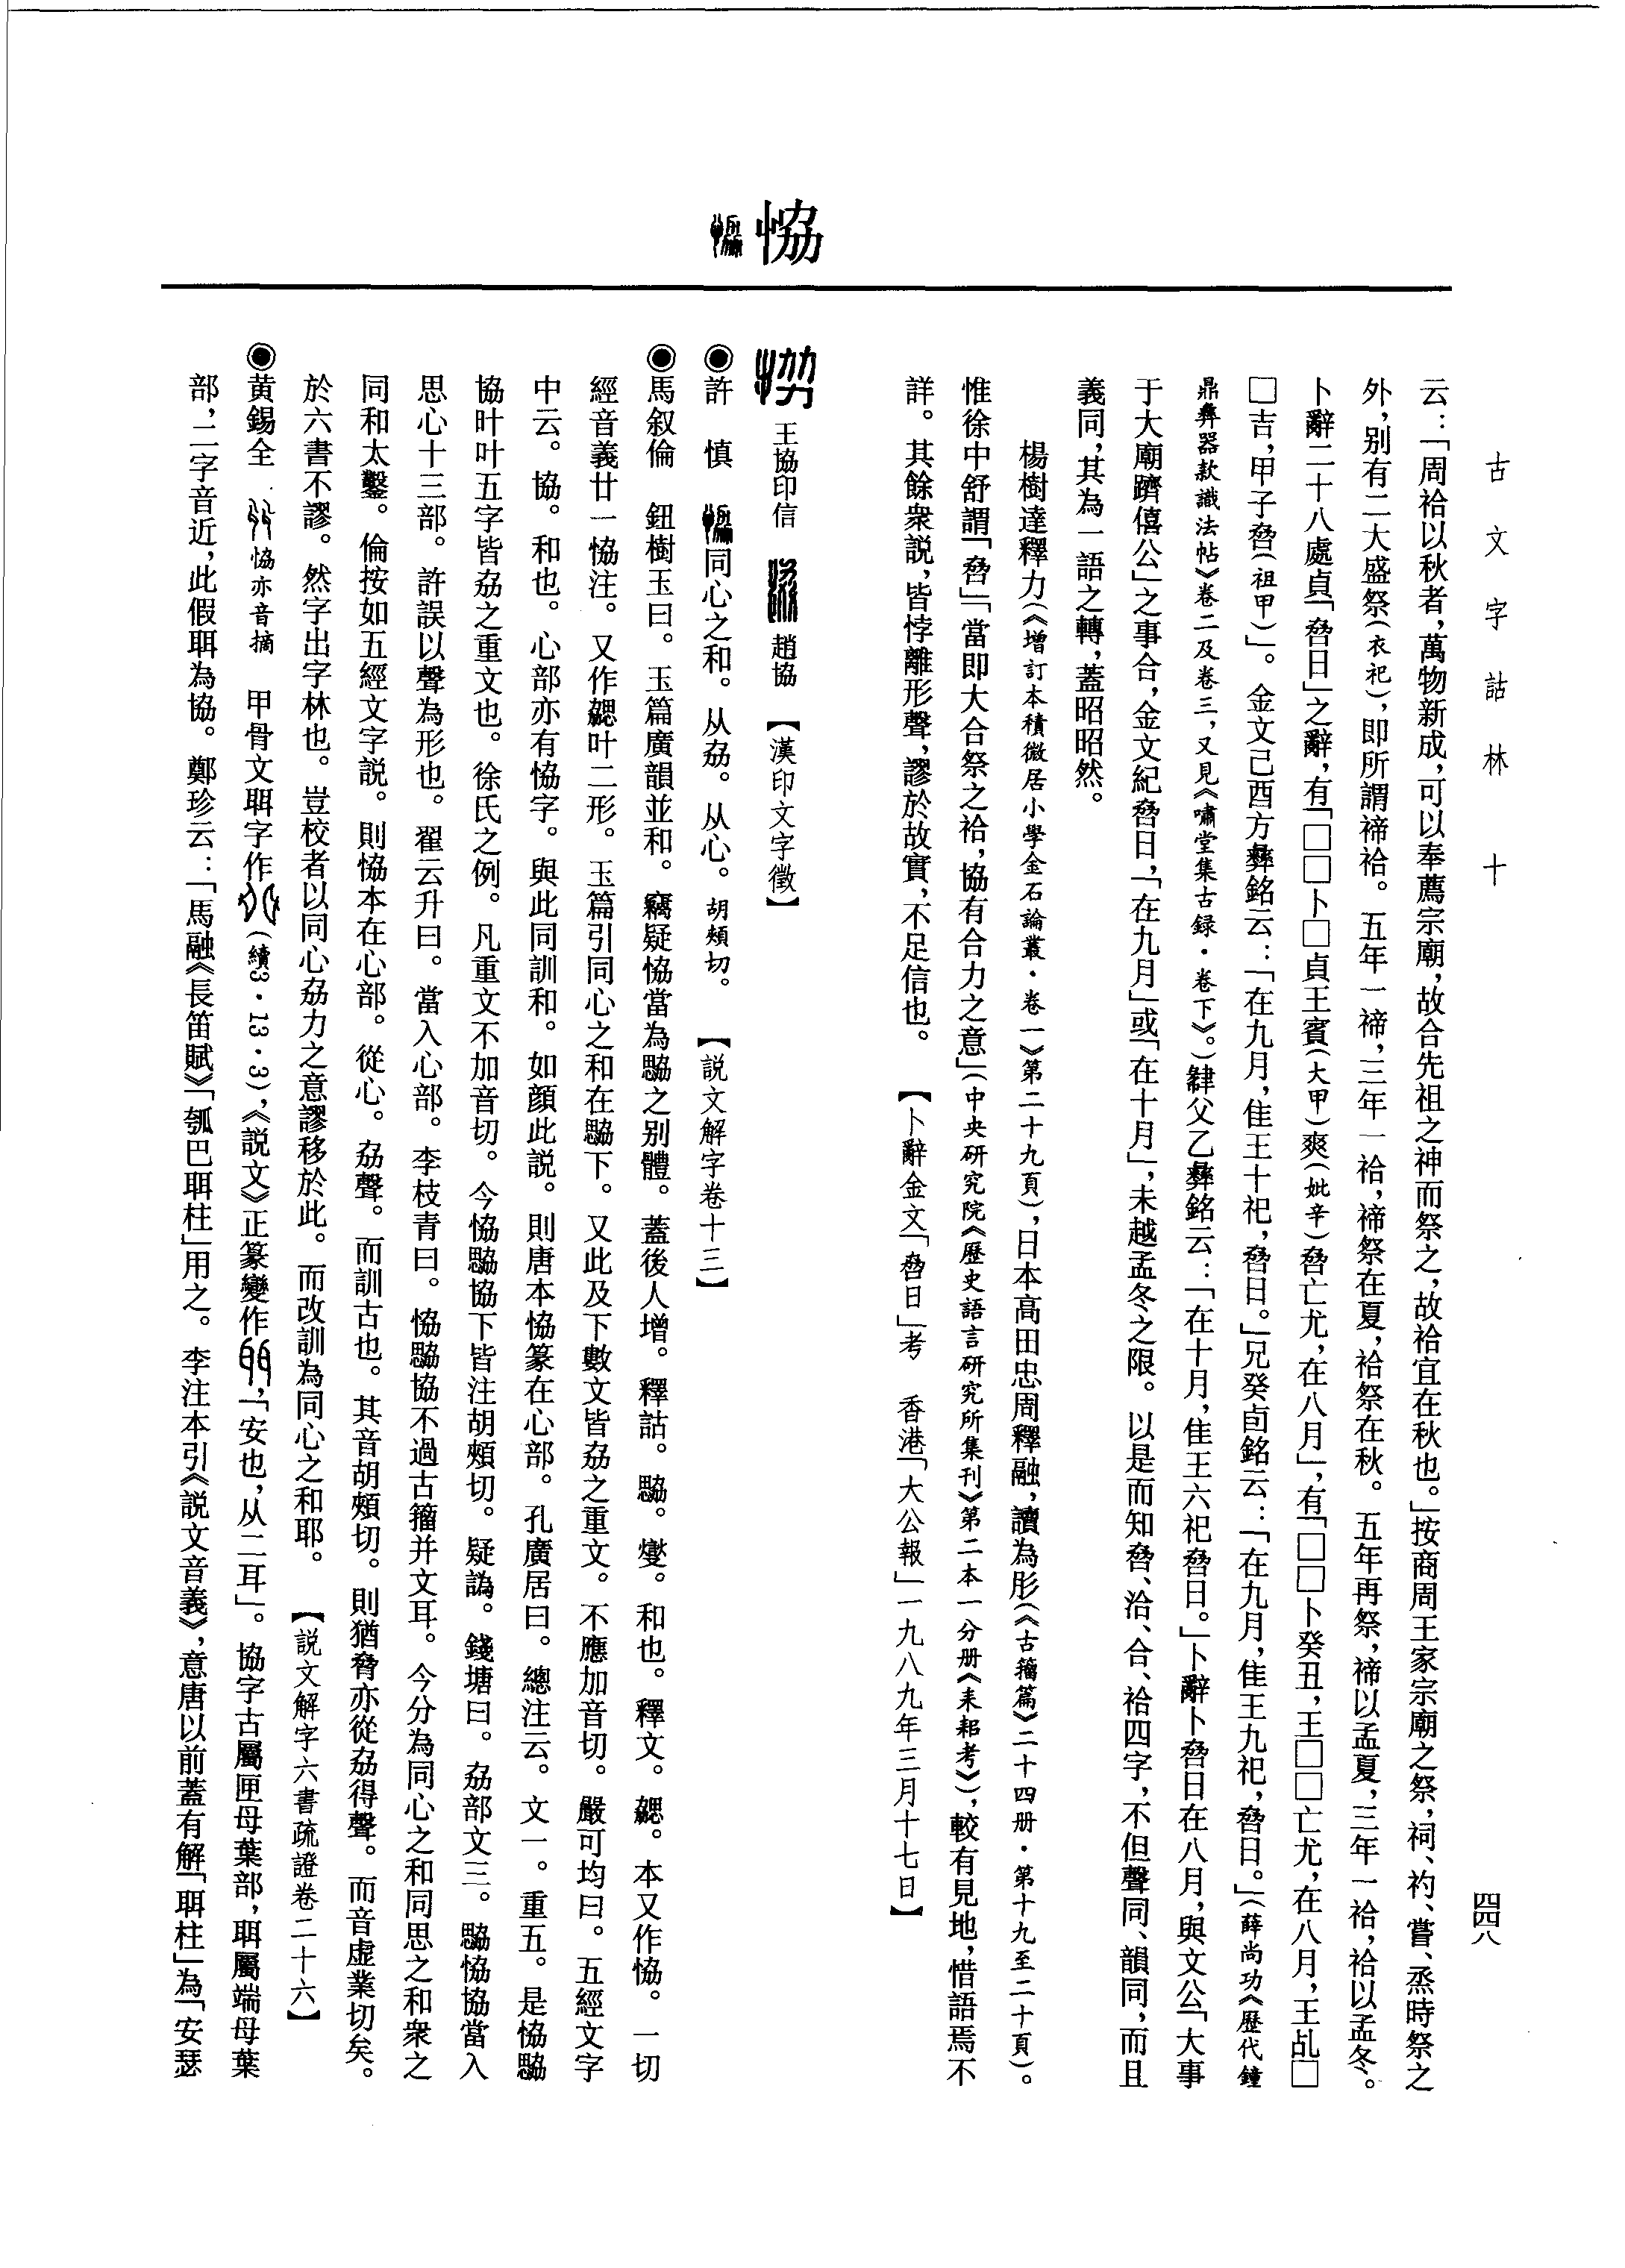 古文字詁林　十
四四八
恊
云：「周祫以秋者，萬物新成，可以奉薦宗廟，故合先祖之神而祭之，故祫宜在秋也。」按商周王家宗廟之祭，祠、礿、嘗、烝時祭之
外，別有二大盛祭（衣祀），即所謂禘祫。五年一禘，三年一祫，禘祭在夏，祫祭在秋。五年再祭，禘以孟夏，三年一祫，祫以孟冬。
卜辭二十八處貞「脅日」之辭，有「□□卜□貞王賓（大甲）奭（妣辛）脅亡尤，在八月」，有「□□卜癸丑，王□□亡尤，在八月，王乩□
□吉，甲子脅（祖甲）」。金文己酉方彝銘云：「在九月，隹王十祀，脅日。」兄癸卣銘云：「在九月，隹王九祀，脅日。」（薛尚功《歷代鐘
鼎彝器款識法帖》卷二及卷三，又見《嘯堂集古録·卷下》。）肄父乙彝銘云：「在十月，隹王六祀脅日。」卜辭卜脅日在八月，與文公「大事
于大廟躋僖公」之事合，金文紀脅日，「在九月」或「在十月」，未越孟冬之限。以是而知脅、洽、合、祫四字，不但聲同、韻同，而且
義同，其為一語之轉，蓋昭昭然。
楊樹達釋力（《增訂本積微居小學金石論叢·卷一》第二十九頁），日本高田忠周釋融，讀為肜（《古籀篇》二十四册·第十九至二十頁）。
惟徐中舒謂「脅」「當即大合祭之祫，協有合力之意」（中央研究院《歷史語言研究所集刊》第二本一分册《耒耜考》），較有見地，惜語焉不
詳。其餘衆説，皆悖離形聲，謬於故實，不足信也。　【卜辭金文「脅日」考　香港「大公報」一九八九年三月十七日】
王協印信　趙協　【漢印文字徵】
◉許　慎　同心之和。从劦。从心。胡頰切。　【説文解字卷十三】
◉馬叙倫　鈕樹玉曰。玉篇廣韻並和。竊疑恊當為勰之别體。蓋後人增。釋詁。勰。燮。和也。釋文。勰。本又作恊。一切
經音義廿一恊注。又作勰叶二形。玉篇引同心之和在勰下。又此及下數文皆劦之重文。不應加音切。嚴可均曰。五經文字
中云。協。和也。心部亦有恊字。與此同訓和。如顔此説。則唐本恊篆在心部。孔廣居曰。總注云。文一。重五。是恊勰
協旪叶五字皆劦之重文也。徐氏之例。凡重文不加音切。今恊勰協下皆注胡頰切。疑譌。錢塘曰。劦部文三。勰恊協當入
思心十三部。許誤以聲為形也。翟云升曰。當入心部。李枝青曰。恊勰協不過古籀并文耳。今分為同心之和同思之和衆之
同和太鑿。倫按如五經文字説。則恊本在心部。從心。劦聲。而訓古也。其音胡頰切。則猶脅亦從劦得聲。而音虛業切矣。
於六書不謬。然字出字林也。豈校者以同心劦力之意謬移於此。而改訓為同心之和耶。　【説文解字六書疏證卷二十六】
◉黄錫全　恊亦音摘　甲骨文耴字作（續3·13·3），《説文》正篆變作，「安也，从二耳」。協字古屬匣母葉部，耴屬端母葉
部，二字音近，此假耴為協。鄭珍云：「馬融《長笛賦》「瓠巴耴柱」用之。李注本引《説文音義》，意唐以前蓋有解「耴柱」為「安瑟